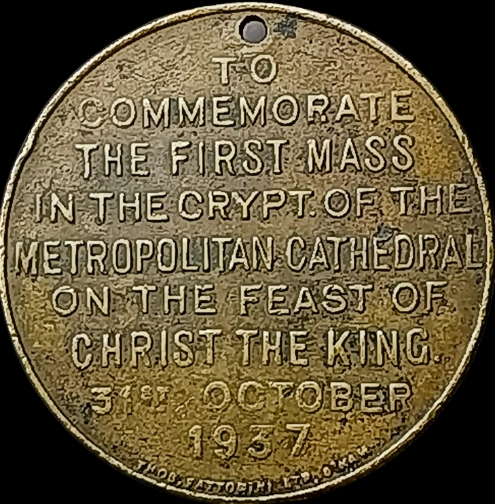 TO
COMMEMORATE
THE FIRST MASS
IN THE CRYPT OF THE
METROPOLITAN CATHEDRAL
ON THE FEAST OF
CHRIST THE KING.
31ST OCTOBER
1937
THOS. FATTORINI LTD. B'HAM.